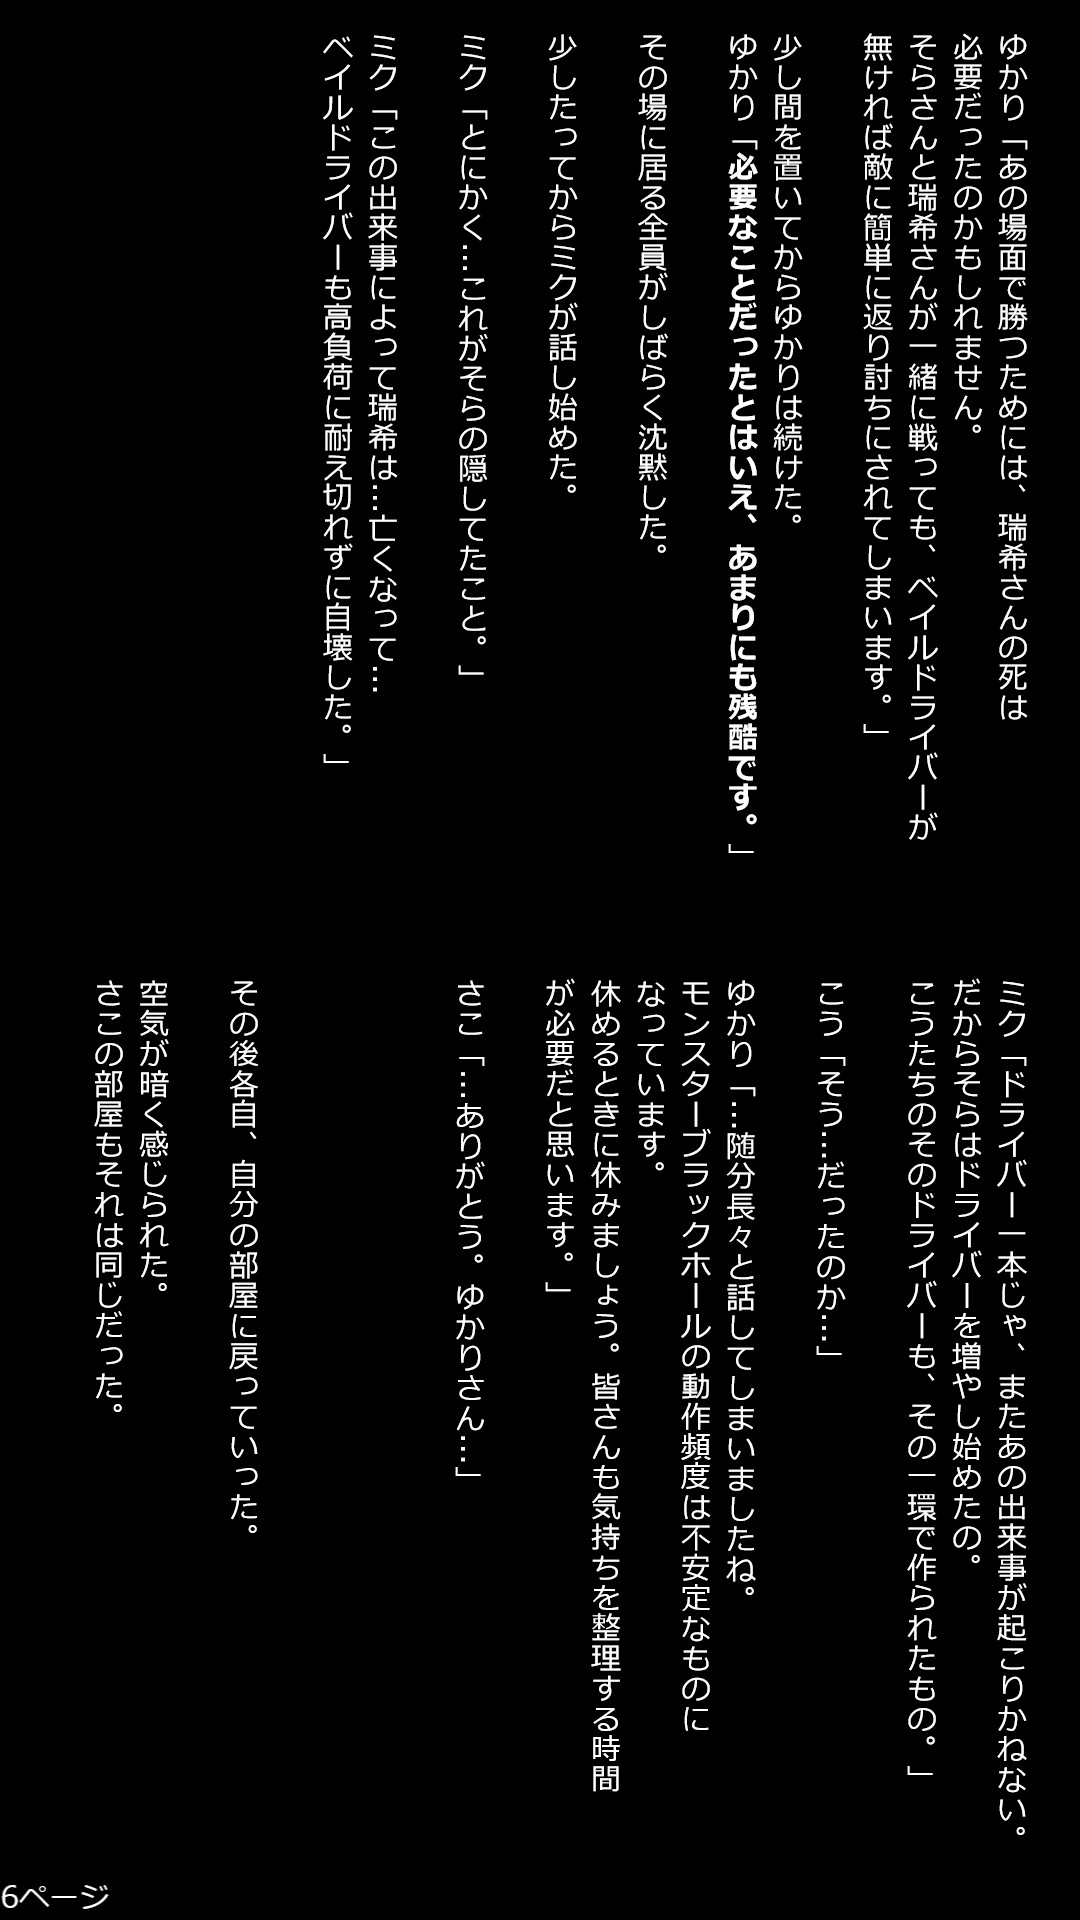 ゆかり「あの場面で勝つためには、瑞希さんの死は
必要だったのかもしれません。
そらさんと瑞希さんが一緒に戦っても、ベイルドライバーが
無ければ敵に簡単に返り討ちにされてしまいます。」
少し間を置いてからゆかりは続けた。
ゆかり「必要なことだったとはいえ、あまりにも残酷です。」
その場に居る全員がしばらく沈黙した。
少したってからミクが話し始めた。
ミク「とにかく…これがそらの隠してたこと。」
ミク「この出来事によって瑞希は…亡くなって…
ベイルドライバーも高負荷に耐え切れずに自壊した。」
ミク「ドライバー一本じゃ、またあの出来事が起こりかねない。
だからそらはドライバーを増やし始めたの。
こうたちのそのドライバーも、その一環で作られたもの。」
こう「そう…だったのか…」
ゆかり「…随分長々と話してしまいましたね。
モンスターブラックホールの動作頻度は不安定なものに
なっています。
休めるときに休みましょう。皆さんも気持ちを整理する時間
が必要だと思います。」
さこ「…ありがとう。ゆかりさん…」
その後各自、自分の部屋に戻っていった。
空気が暗く感じられた。
さこの部屋もそれは同じだった。
6ページ